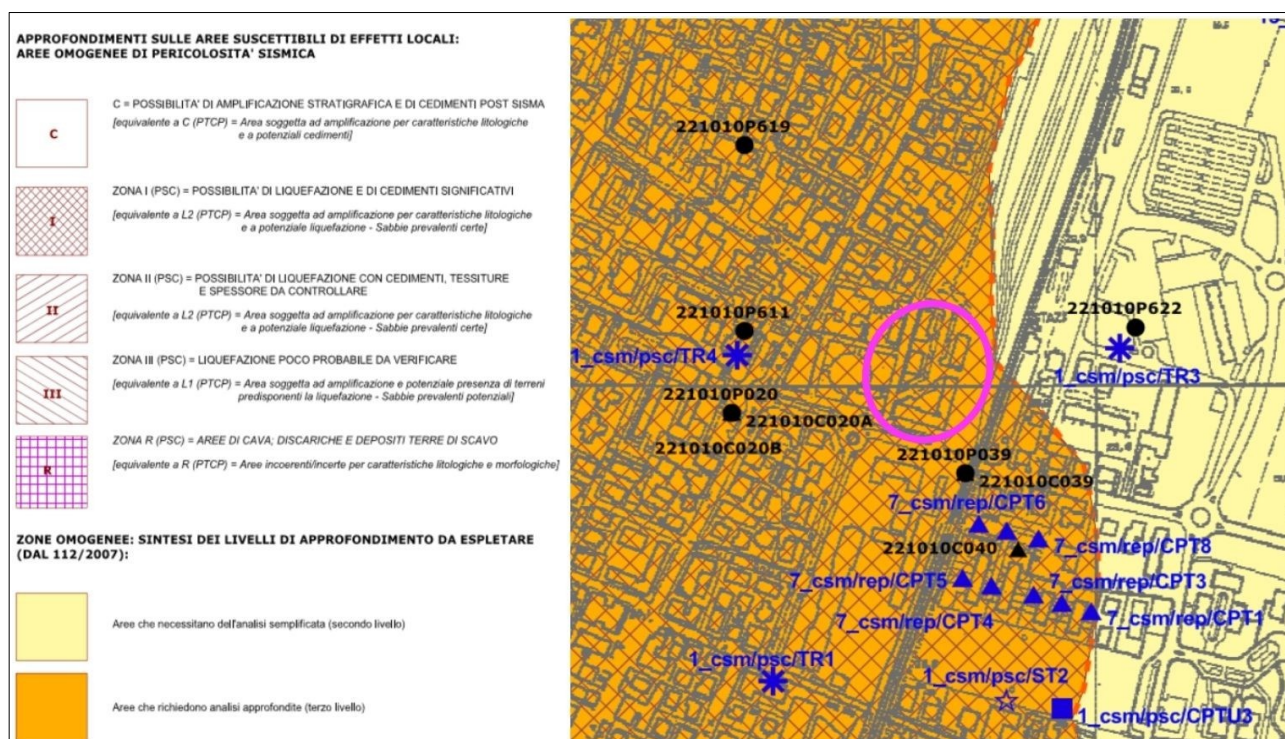 APPROFONDIMENTI SULLE AREE SUSCETTIBILI DI EFFETTI LOCALI:
AREE OMOGENEE DI PERICOLOSITA' SISMICA
C
C = POSSIBILITA' DI AMPLIFICAZIONE STRATIGRAFICA E DI CEDIMENTI POST SISMA
[equivalente a C (PTCP) = Area soggetta ad amplificazione per caratteristiche litologiche
e a potenziali cedimenti]
I
ZONA I (PSC) = POSSIBILITA' DI LIQUEFAZIONE E DI CEDIMENTI SIGNIFICATIVI
[equivalente a L2 (PTCP) = Area soggetta ad amplificazione per caratteristiche litologiche
e a potenziale liquefazione - Sabbie prevalenti certe]
II
ZONA II (PSC) = POSSIBILITA' DI LIQUEFAZIONE CON CEDIMENTI, TESSITURE
E SPESSORE DA CONTROLLARE
[equivalente a L2 (PTCP) = Area soggetta ad amplificazione per caratteristiche litologiche
e a potenziale liquefazione - Sabbie prevalenti certe]
III
ZONA III (PSC) = LIQUEFAZIONE POCO PROBABILE DA VERIFICARE
[equivalente a L1 (PTCP) = Area soggetta ad amplificazione e potenziale presenza di terreni
predisponenti la liquefazione - Sabbie prevalenti potenziali]
R
ZONA R (PSC) = AREE DI CAVA; DISCARICHE E DEPOSITI TERRE DI SCAVO
[equivalente a R (PTCP) = Aree incoerenti/incerte per caratteristiche litologiche e morfologiche]
ZONE OMOGENEE: SINTESI DEI LIVELLI DI APPROFONDIMENTO DA ESPLETARE
(DAL 112/2007):
Aree che necessitano dell'analisi semplificata (secondo livello)
Aree che richiedono analisi approfondite (terzo livello)
221010P619
221010P611
1_csm/psc/TR4
221010P622
1_csm/psc/TR3
221010P020
221010C020A
221010C020B
221010P039
221010C039
7_csm/rep/CPT6
221010C040
7_csm/rep/CPT8
7_csm/rep/CPT5
7_csm/rep/CPT3
7_csm/rep/CPT4
7_csm/rep/CPT1
1_csm/psc/TR1
1_csm/psc/ST2
1_csm/psc/CPTU3